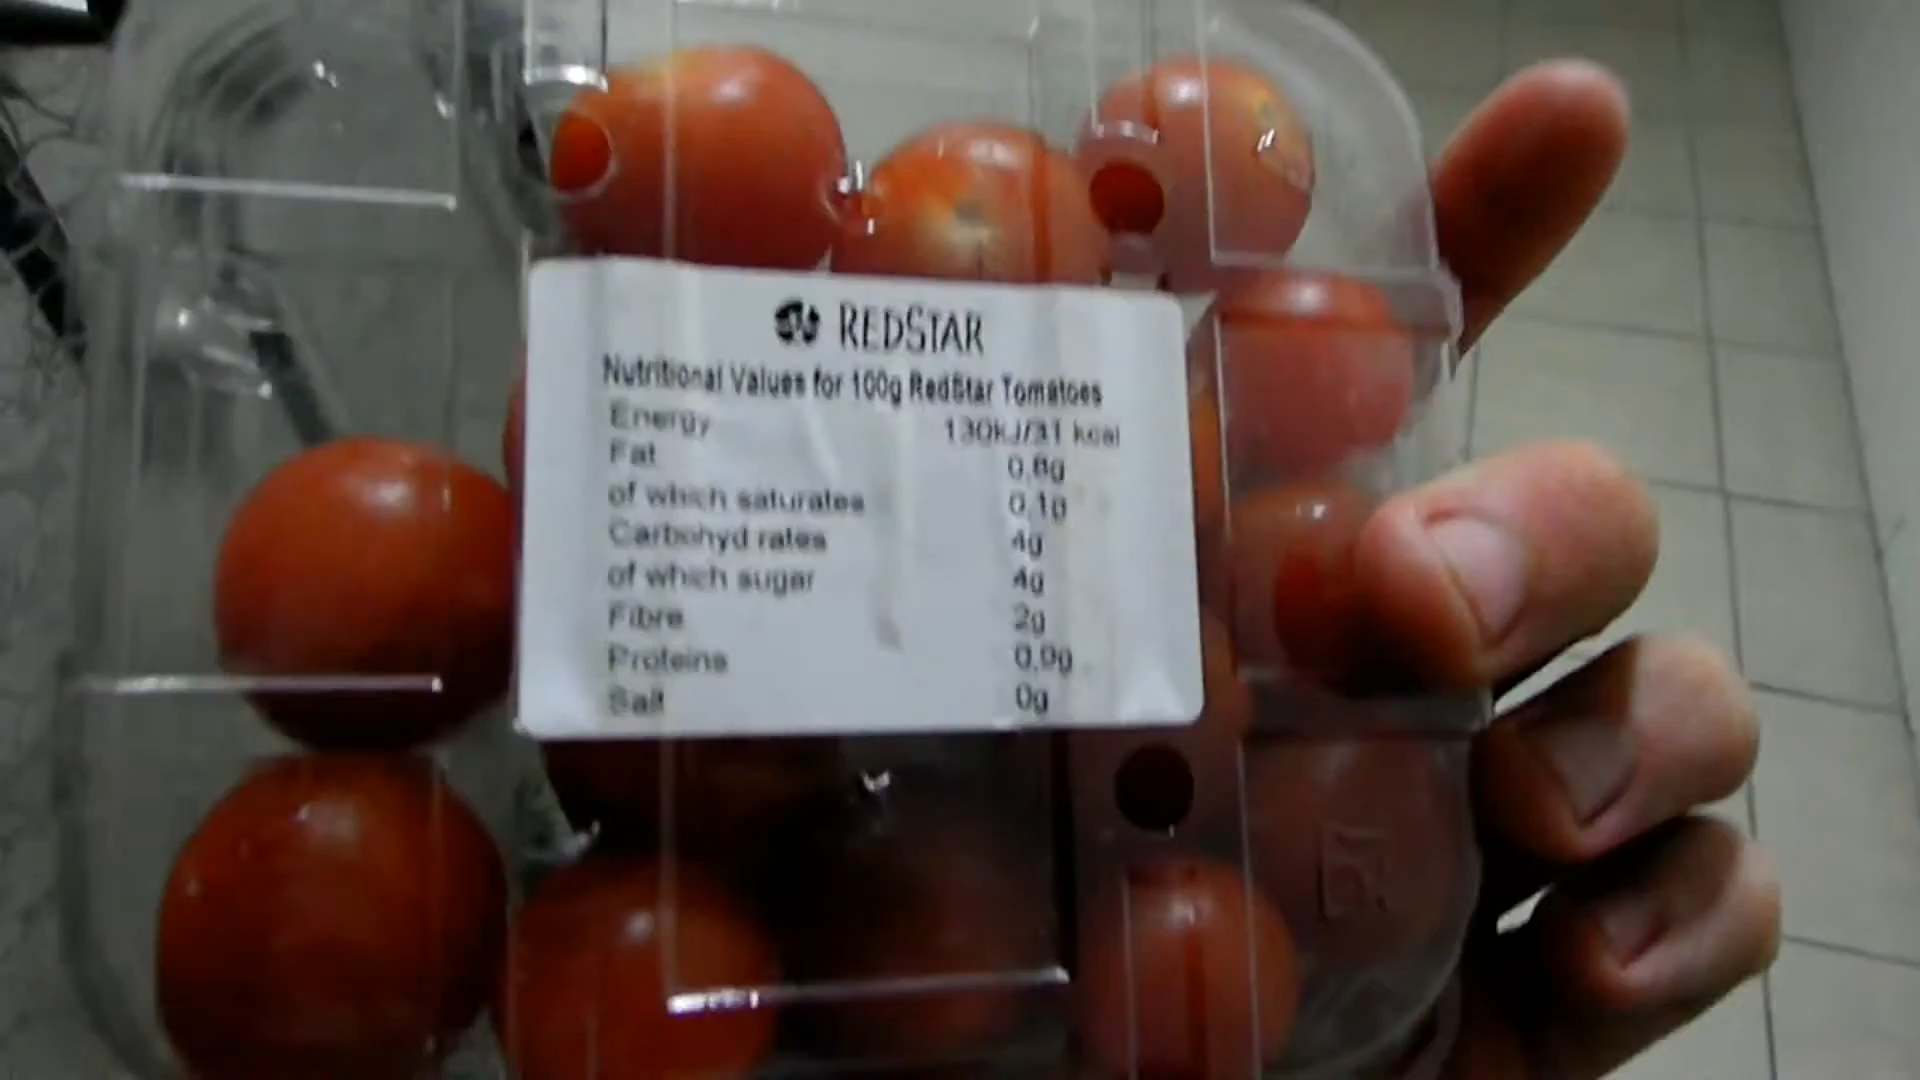 REDSTAR
Nutritional Values for 100g RedStar Tomatoes
Energy 130kJ/31 kcal
Fat 0,8g
of which saturates 0,1g
Carbohyd rates 4g
of which sugar 4g
Fibre 2g
Proteins 0,9g
Salt 0g